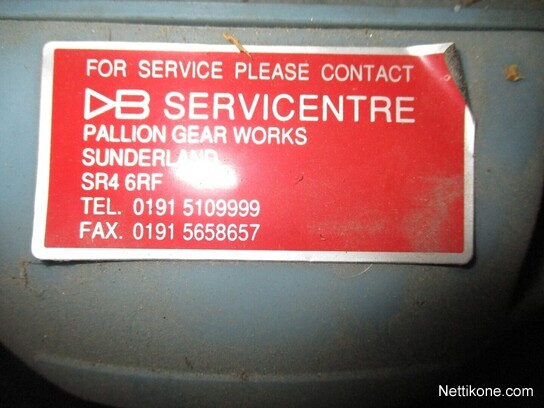 FOR SERVICE PLEASE CONTACT
DB SERVICENTRE
PALLION GEAR WORKS
SUNDERLAND
SR4 6RF
TEL. 0191 5109999
FAX. 0191 5658657
Nettikone.com